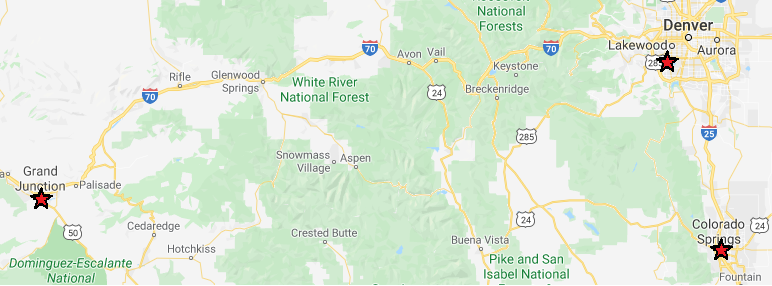 Roosevelt
National
Forests
Denver
Lakewood
Aurora
285
70
70
Avon
Vail
Keystone
Rifle
Glenwood
Springs
White River
National Forest
24
Breckenridge
70
25
285
Snowmass
Village
Aspen
Grand
Junction
Palisade
50
Cedaredge
Hotchkiss
Crested Butte
24
Buena Vista
Colorado
Springs
24
Pike and San
Isabel National
Dominguez-Escalante
National
Fountain